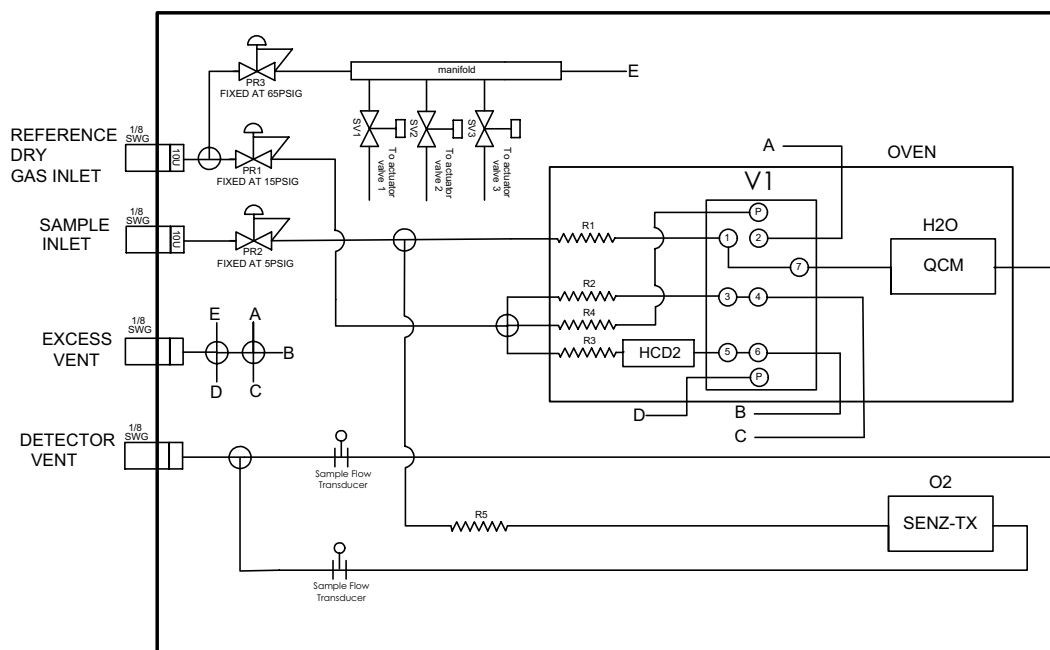 manifold
E
PR3
FIXED AT 65PSIG
SV1
SV2
SV3
To actuator
valve 1
To actuator
valve 2
To actuator
valve 3
REFERENCE
DRY
GAS INLET
1/8
SWG
10U
PR1
FIXED AT 15PSIG
A
OVEN
V1
SAMPLE
INLET
1/8
SWG
10U
PR2
FIXED AT 5PSIG
R1
P
1
2
7
H2O
QCM
R2
3
4
R4
R3
HCD2
5
6
P
EXCESS
VENT
1/8
SWG
E
A
B
D
C
D
B
C
DETECTOR
VENT
1/8
SWG
Sample Flow
Transducer
O2
R5
SENZ-TX
Sample Flow
Transducer